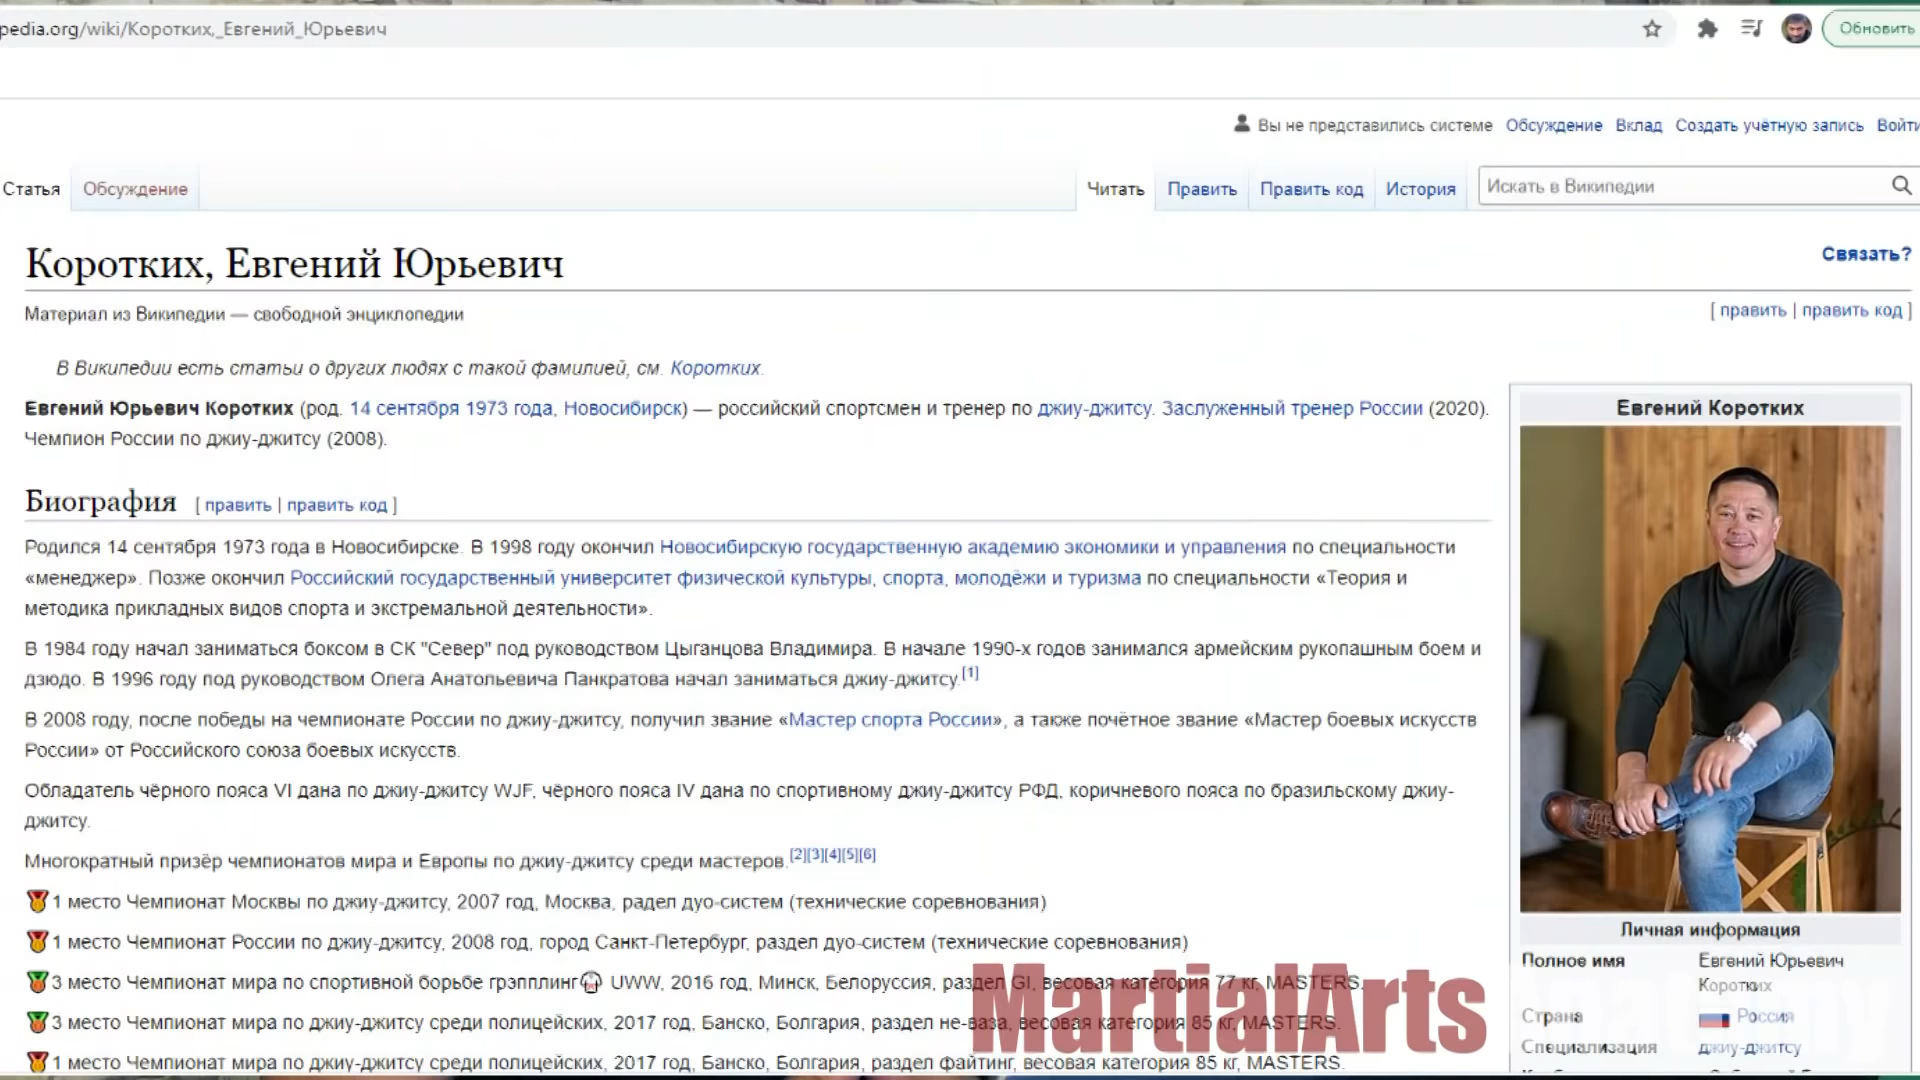 pedia.org/wiki/Коротких,_Евгений_Юрьевич
Обновить
Вы не представились системе Обсуждение Вклад Создать учётную запись Войти
Статья Обсуждение Читать Править Править код История Искать в Википедии
Коротких, Евгений Юрьевич
Связать?
Материал из Википедии — свободной энциклопедии
[ править | править код ]
В Википедии есть статьи о других людях с такой фамилией, см. Коротких.
Евгений Юрьевич Коротких (род. 14 сентября 1973 года, Новосибирск) — российский спортсмен и тренер по джиу-джитсу. Заслуженный тренер России (2020).
Чемпион России по джиу-джитсу (2008).
Биография [ править | править код ]
Родился 14 сентября 1973 года в Новосибирске. В 1998 году окончил Новосибирскую государственную академию экономики и управления по специальности
«менеджер». Позже окончил Российский государственный университет физической культуры, спорта, молодёжи и туризма по специальности «Теория и
методика прикладных видов спорта и экстремальной деятельности».
В 1984 году начал заниматься боксом в СК "Север" под руководством Цыганцова Владимира. В начале 1990-х годов занимался армейским рукопашным боем и
дзюдо. В 1996 году под руководством Олега Анатольевича Панкратова начал заниматься джиу-джитсу.[1]
В 2008 году, после победы на чемпионате России по джиу-джитсу, получил звание «Мастер спорта России», а также почётное звание «Мастер боевых искусств
России» от Российского союза боевых искусств.
Обладатель чёрного пояса VI дана по джиу-джитсу WJF, чёрного пояса IV дана по спортивному джиу-джитсу РФД, коричневого пояса по бразильскому джиу-
джитсу.
Многократный призёр чемпионатов мира и Европы по джиу-джитсу среди мастеров.[2][3][4][5][6]
1 место Чемпионат Москвы по джиу-джитсу, 2007 год, Москва, радел дуо-систем (технические соревнования)
1 место Чемпионат России по джиу-джитсу, 2008 год, город Санкт-Петербург, раздел дуо-систем (технические соревнования)
3 место Чемпионат мира по спортивной борьбе грэпплинг UWW, 2016 год, Минск, Белоруссия, раздел GI, весовая категория 77 кг, MASTERS.
3 место Чемпионат мира по джиу-джитсу среди полицейских, 2017 год, Банско, Болгария, раздел не-ваза, весовая категория 85 кг, MASTERS.
1 место Чемпионат мира по джиу-джитсу среди полицейских, 2017 год, Банско, Болгария, раздел файтинг, весовая категория 85 кг, MASTERS.
Евгений Коротких
Личная информация
Полное имя Евгений Юрьевич
Коротких
Страна Россия
Специализация джиу-джитсу
MartialArts